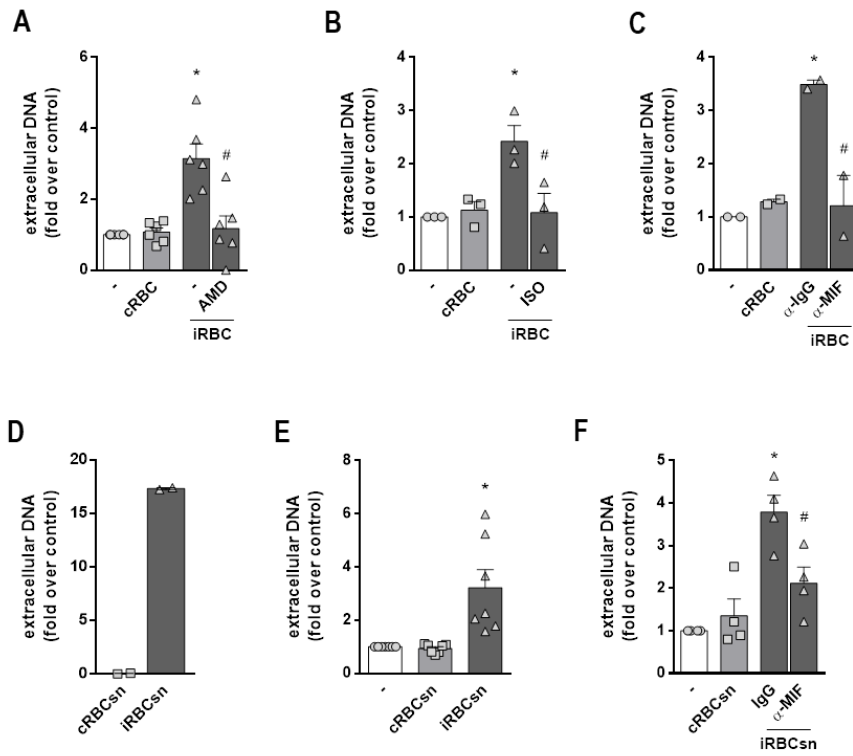 A
extracellular DNA
(fold over control)
6
4
2
0
*
#
-
cRBC
-
AMD
iRBC
B
extracellular DNA
(fold over control)
4
3
2
1
0
*
#
-
cRBC
-
ISO
iRBC
C
extracellular DNA
(fold over control)
4
3
2
1
0
*
#
-
cRBC
α-IgG
α-MIF
iRBC
D
extracellular DNA
(fold over control)
20
15
10
5
0
cRBCsn
iRBCsn
E
extracellular DNA
(fold over control)
8
6
4
2
0
*
-
cRBCsn
iRBCsn
F
extracellular DNA
(fold over control)
5
4
3
2
1
0
*
#
-
cRBCsn
IgG
α-MIF
iRBCsn